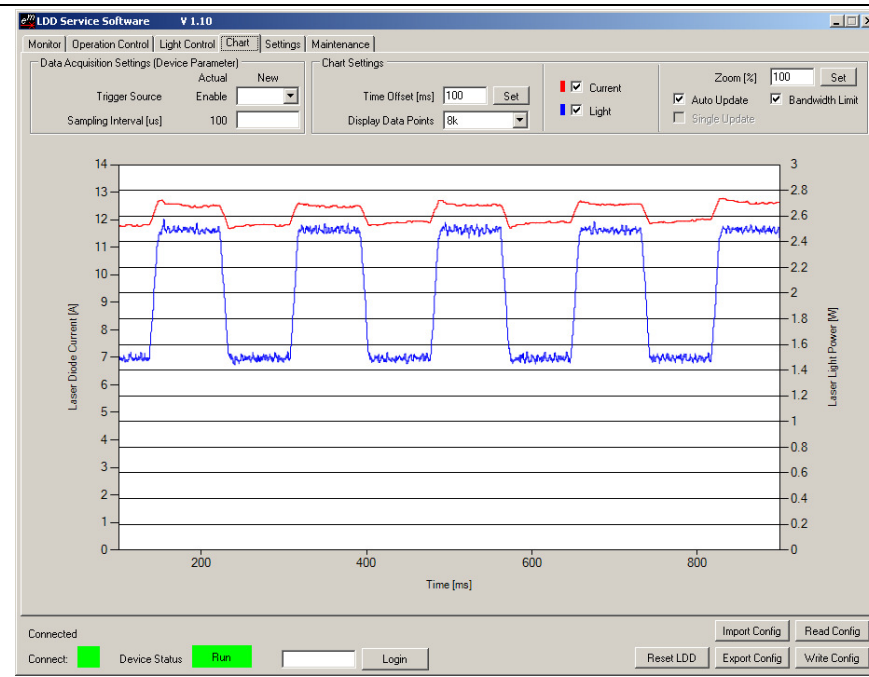 LDD Service Software V 1.10
Monitor Operation Control Light Control Chart Settings Maintenance
Data Acquisition Settings (Device Parameter)
Actual New
Trigger Source Enable
Sampling Interval [us] 100
Chart Settings
Time Offset [ms] 100 Set
Display Data Points 8k
Current
Light
Zoom [%] 100 Set
Auto Update Bandwidth Limit
Single Update
14
13
12
11
10
9
8
7
6
5
4
3
2
1
0
Laser Diode Current [A]
3
2.8
2.6
2.4
2.2
2
1.8
1.6
1.4
1.2
1
0.8
0.6
0.4
0.2
0
Laser Light Power [W]
200 400 600 800
Time [ms]
Connected
Connect: Device Status Run Login
Import Config Read Config
Reset LDD Export Config Write Config